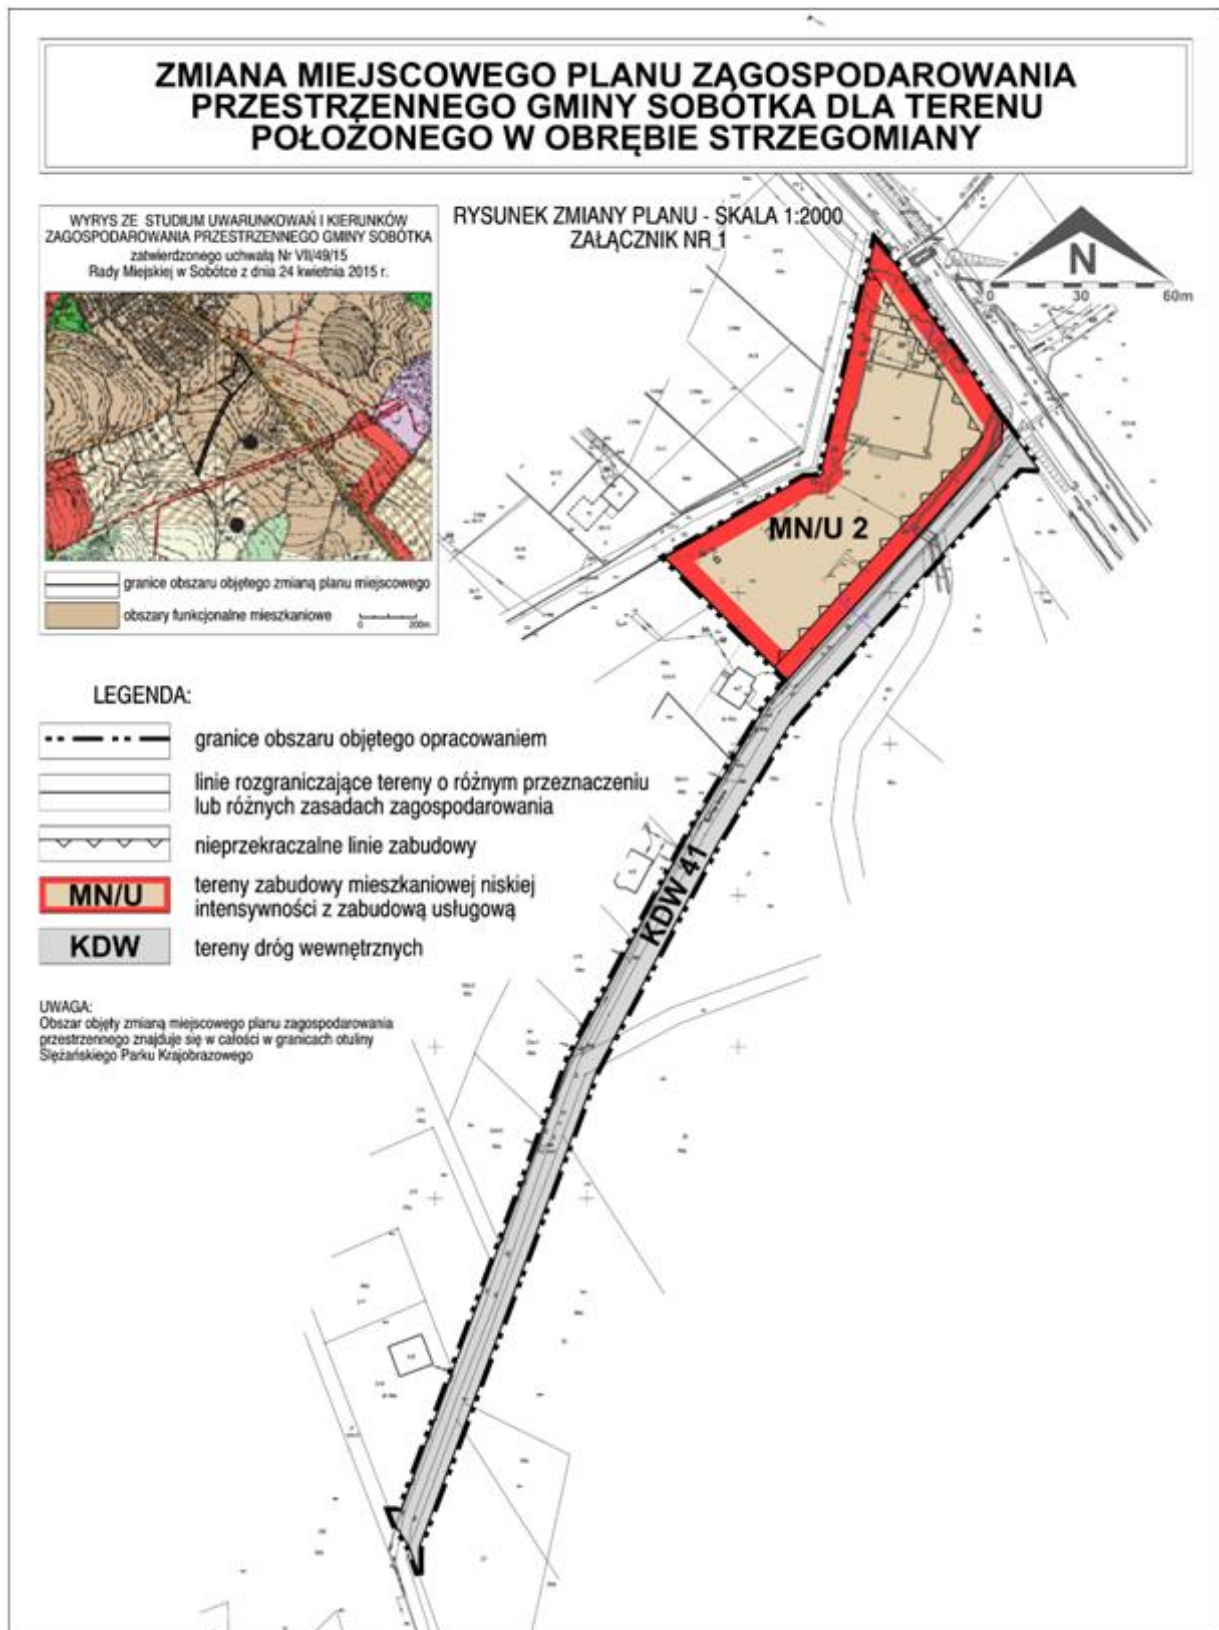 ZMIANA MIEJSCOWEGO PLANU ZAGOSPODAROWANIA
PRZESTRZENNEGO GMINY SOBÓTKA DLA TERENU
POŁOŻONEGO W OBRĘBIE STRZEGOMIANY
WYRYS ZE STUDIUM UWARUNKOWAŃ I KIERUNKÓW
ZAGOSPODAROWANIA PRZESTRZENNEGO GMINY SOBÓTKA
zatwierdzonego uchwałą Nr VII/49/15
Rady Miejskiej w Sobótce z dnia 24 kwietnia 2015 r.
granice obszaru objętego zmianą planu miejscowego
obszary funkcjonalne mieszkaniowe
0 200m
RYSUNEK ZMIANY PLANU - SKALA 1:2000
ZAŁĄCZNIK NR 1
N
0 30 60m
MN/U 2
KDW 41
LEGENDA:
granice obszaru objętego opracowaniem
linie rozgraniczające tereny o różnym przeznaczeniu
lub różnych zasadach zagospodarowania
nieprzekraczalne linie zabudowy
MN/U
tereny zabudowy mieszkaniowej niskiej
intensywności z zabudową usługową
KDW
tereny dróg wewnętrznych
UWAGA:
Obszar objęty zmianą miejscowego planu zagospodarowania
przestrzennego znajduje się w całości w granicach otuliny
Ślężańskiego Parku Krajobrazowego